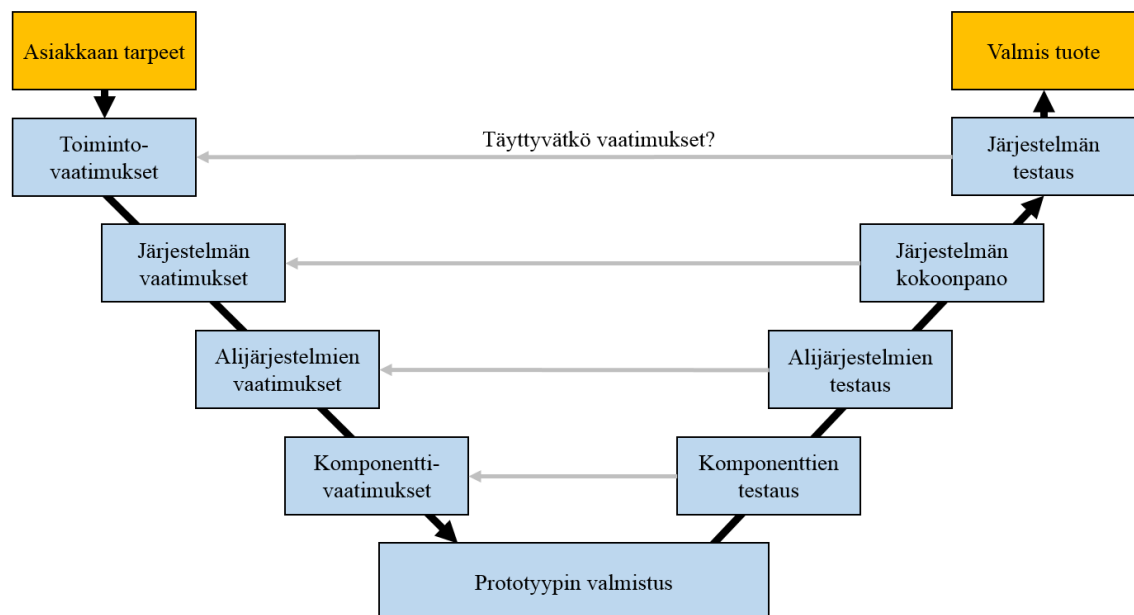 Asiakkaan tarpeet
Valmis tuote
Toiminto-
vaatimukset
Täyttyvätkö vaatimukset?
Järjestelmän
testaus
Järjestelmän
vaatimukset
Järjestelmän
kokoonpano
Alijärjestelmien
vaatimukset
Alijärjestelmien
testaus
Komponentti-
vaatimukset
Komponenttien
testaus
Prototyypin valmistus